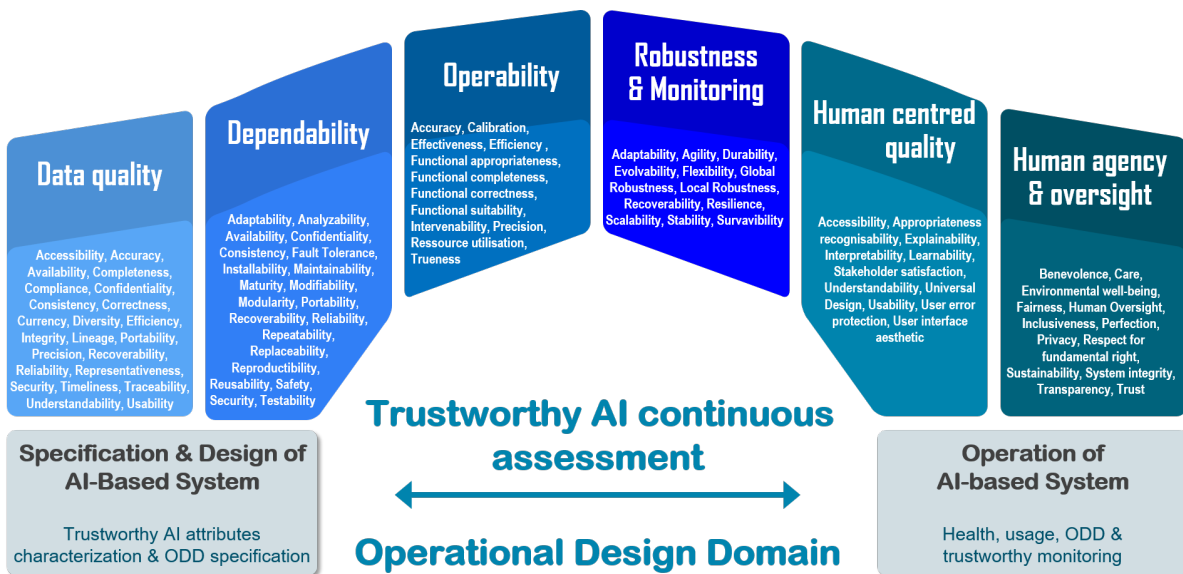 Data quality
Accessibility, Accuracy,
Availability, Completeness,
Compliance, Confidentiality,
Consistency, Correctness,
Currency, Diversity, Efficiency,
Integrity, Lineage, Portability,
Precision, Recoverability,
Reliability, Representativeness,
Security, Timeliness, Traceability,
Understandability, Usability
Dependability
Adaptability, Analyzability,
Availability, Confidentiality,
Consistency, Fault Tolerance,
Installability, Maintainability,
Maturity, Modifiability,
Modularity, Portability,
Recoverability, Reliability,
Repeatability,
Replaceability,
Reproductibility,
Reusability, Safety,
Security, Testability
Operability
Accuracy, Calibration,
Effectiveness, Efficiency ,
Functional appropriateness,
Functional completeness,
Functional correctness,
Functional suitability,
Intervenability, Precision,
Ressource utilisation,
Trueness
Robustness
& Monitoring
Adaptability, Agility, Durability,
Evolvability, Flexibility, Global
Robustness, Local Robustness,
Recoverability, Resilience,
Scalability, Stability, Survavibility
Human centred
quality
Accessibility, Appropriateness
recognisability, Explainability,
Interpretability, Learnability,
Stakeholder satisfaction,
Understandability, Universal
Design, Usability, User error
protection, User interface
aesthetic
Human agency
& oversight
Benevolence, Care,
Environmental well-being,
Fairness, Human Oversight,
Inclusiveness, Perfection,
Privacy, Respect for
fundamental right,
Sustainability, System integrity,
Transparency, Trust
Specification & Design of
AI-Based System
Trustworthy AI attributes
characterization & ODD specification
Trustworthy AI continuous
assessment
Operational Design Domain
Operation of
AI-based System
Health, usage, ODD &
trustworthy monitoring